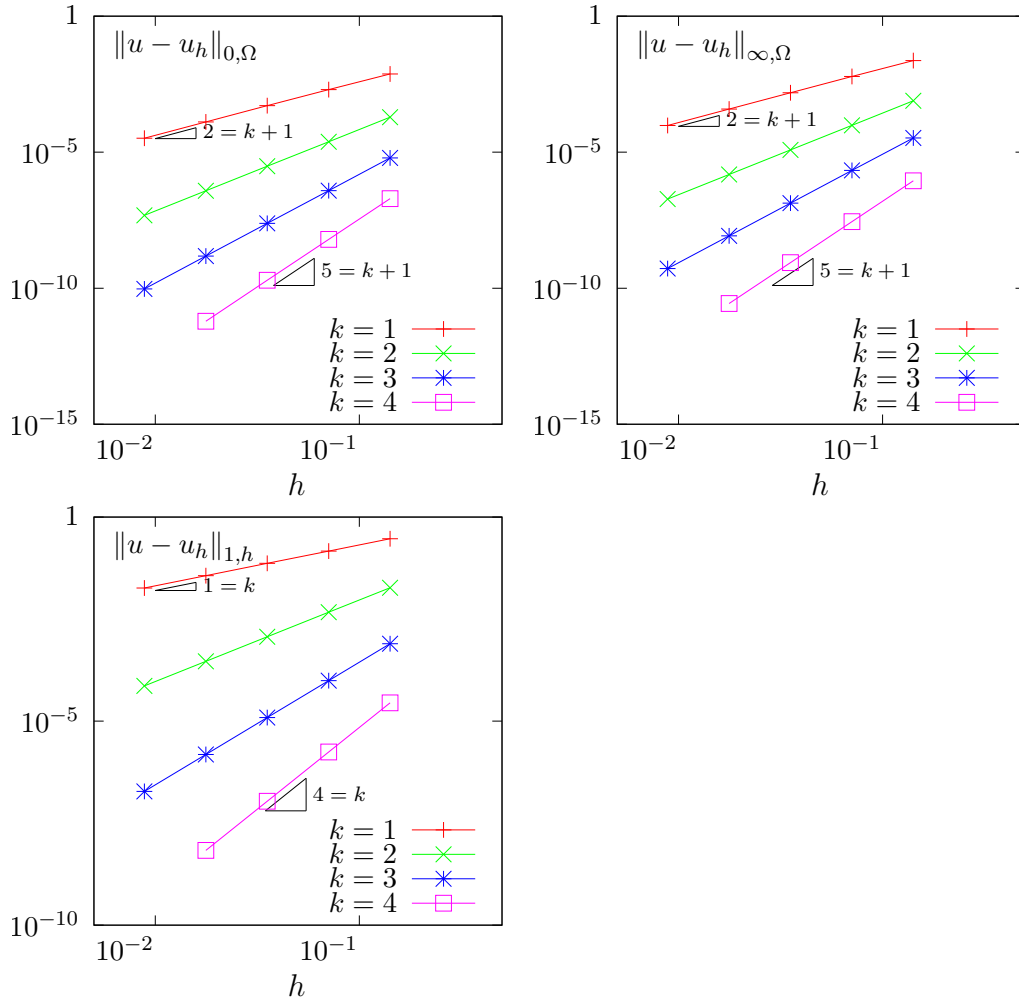 1
‖u − u_h‖_{0,Ω}
2 = k + 1
10^{−5}
5 = k + 1
10^{−10}
k = 1
k = 2
k = 3
k = 4
10^{−15}
10^{−2} 10^{−1}
h
1
‖u − u_h‖_{∞,Ω}
2 = k + 1
10^{−5}
5 = k + 1
10^{−10}
k = 1
k = 2
k = 3
k = 4
10^{−15}
10^{−2} 10^{−1}
h
1
‖u − u_h‖_{1,h}
1 = k
10^{−5}
4 = k
k = 1
k = 2
k = 3
k = 4
10^{−10}
10^{−2} 10^{−1}
h